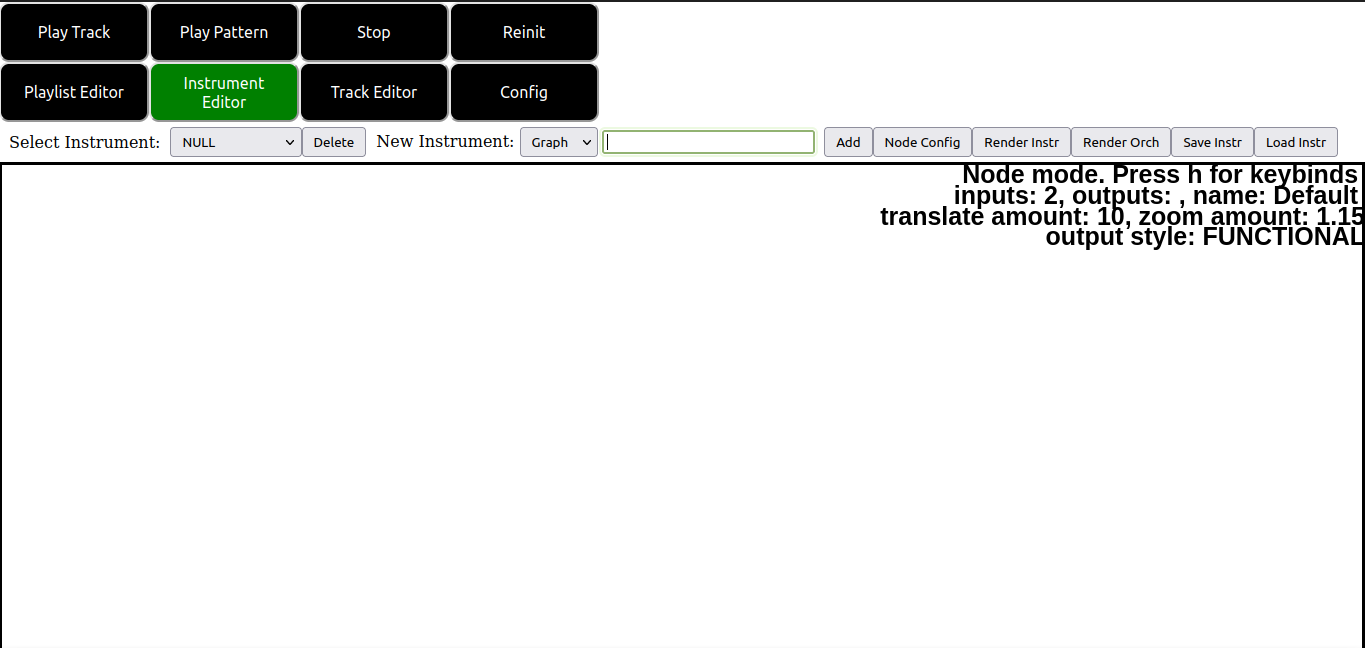 Play Track Play Pattern Stop Reinit
Playlist Editor Instrument Editor Track Editor Config
Select Instrument: NULL Delete New Instrument: Graph Add Node Config Render Instr Render Orch Save Instr Load Instr
Node mode. Press h for keybinds
inputs: 2, outputs: , name: Default
translate amount: 10, zoom amount: 1.15
output style: FUNCTIONAL